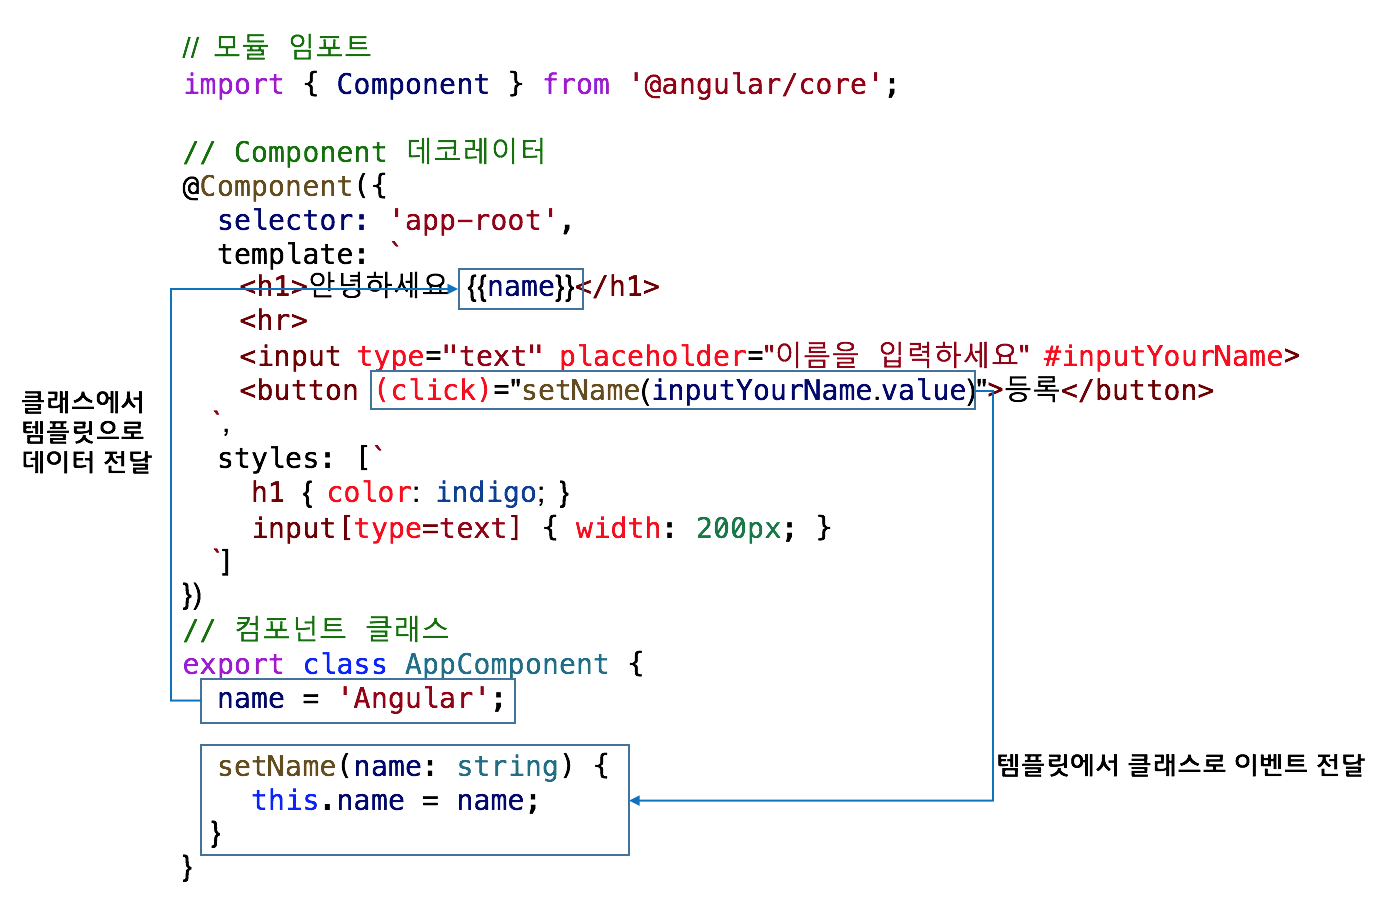 // 모듈 임포트
import { Component } from '@angular/core';
// Component 데코레이터
@Component({
selector: 'app-root',
template: `
<h1>안녕하세요 {{name}}</h1>
<hr>
<input type="text" placeholder="이름을 입력하세요" #inputYourName>
<button (click)="setName(inputYourName.value)">등록</button>
`,
styles: [`
h1 { color: indigo; }
input[type=text] { width: 200px; }
`]
})
// 컴포넌트 클래스
export class AppComponent {
name = 'Angular';
setName(name: string) {
this.name = name;
}
}
클래스에서
템플릿으로
데이터 전달
템플릿에서 클래스로 이벤트 전달